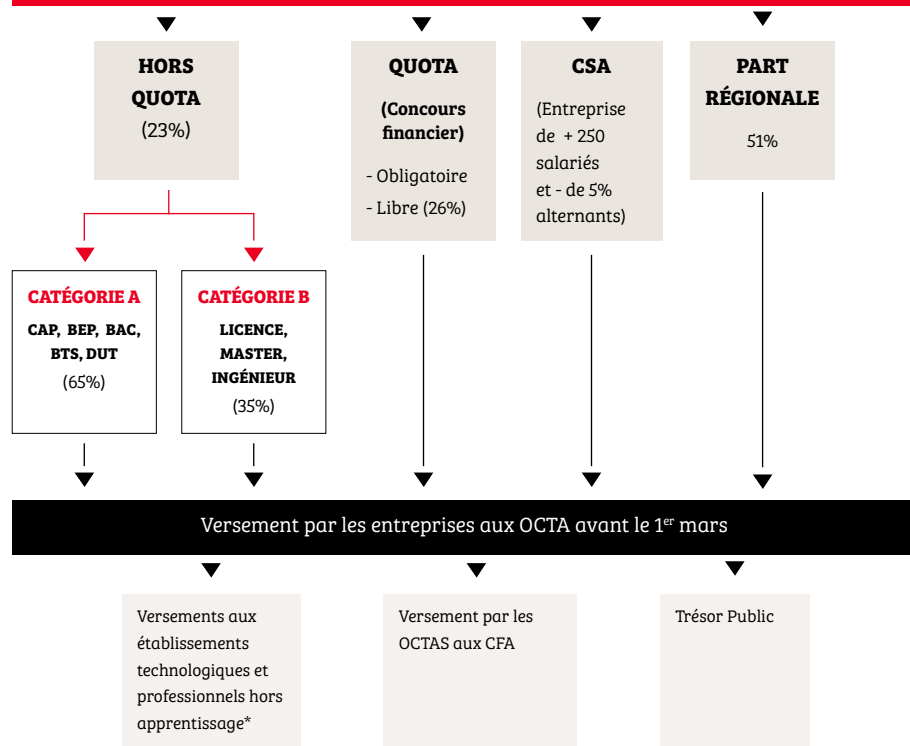 HORS
QUOTA
(23%)
QUOTA
(Concours
financier)
- Obligatoire
- Libre (26%)
CSA
(Entreprise
de + 250
salariés
et - de 5%
alternants)
PART
RÉGIONALE
51%
CATÉGORIE A
CAP, BEP, BAC,
BTS, DUT
(65%)
CATÉGORIE B
LICENCE,
MASTER,
INGÉNIEUR
(35%)
Versement par les entreprises aux OCTA avant le 1er mars
Versements aux
établissements
technologiques et
professionnels hors
apprentissage*
Versement par les
OCTAS aux CFA
Trésor Public